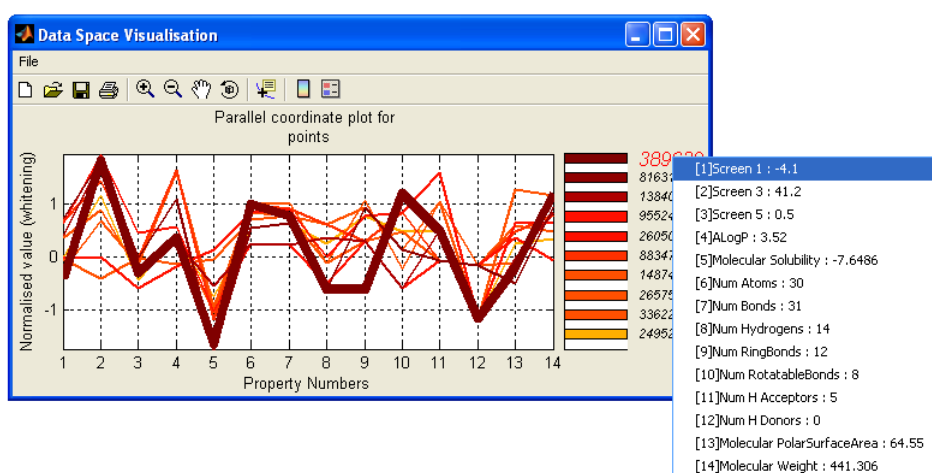 Data Space Visualisation
File
Parallel coordinate plot for
points
Normalised value (whitening)
1
0
-1
1 2 3 4 5 6 7 8 9 10 11 12 13 14
Property Numbers
[1]Screen 1 : -4.1
[2]Screen 3 : 41.2
[3]Screen 5 : 0.5
[4]ALogP : 3.52
[5]Molecular Solubility : -7.6486
[6]Num Atoms : 30
[7]Num Bonds : 31
[8]Num Hydrogens : 14
[9]Num RingBonds : 12
[10]Num RotatableBonds : 8
[11]Num H Acceptors : 5
[12]Num H Donors : 0
[13]Molecular PolarSurfaceArea : 64.55
[14]Molecular Weight : 441.306